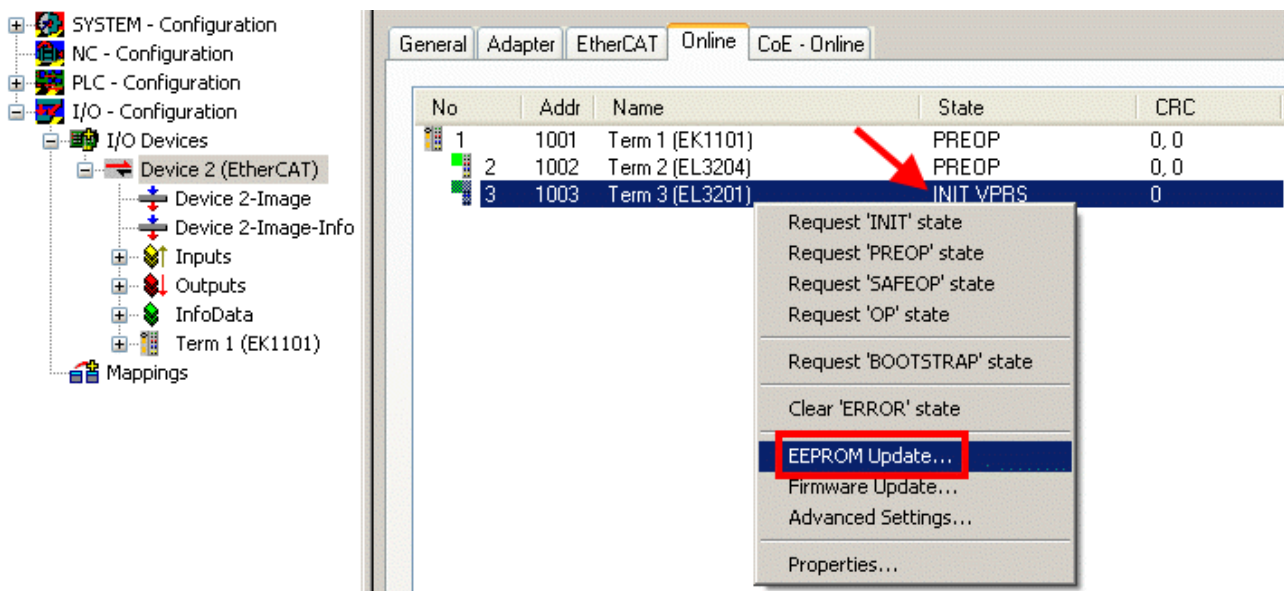 SYSTEM - Configuration
NC - Configuration
PLC - Configuration
I/O - Configuration
I/O Devices
Device 2 (EtherCAT)
Device 2-Image
Device 2-Image-Info
Inputs
Outputs
InfoData
Term 1 (EK1101)
Mappings
General Adapter EtherCAT Online CoE - Online
No Addr Name State CRC
1 1001 Term 1 (EK1101) PREOP 0, 0
2 1002 Term 2 (EL3204) PREOP 0, 0
3 1003 Term 3 (EL3201) INIT VPRS 0
Request 'INIT' state
Request 'PREOP' state
Request 'SAFEOP' state
Request 'OP' state
Request 'BOOTSTRAP' state
Clear 'ERROR' state
EEPROM Update...
Firmware Update...
Advanced Settings...
Properties...